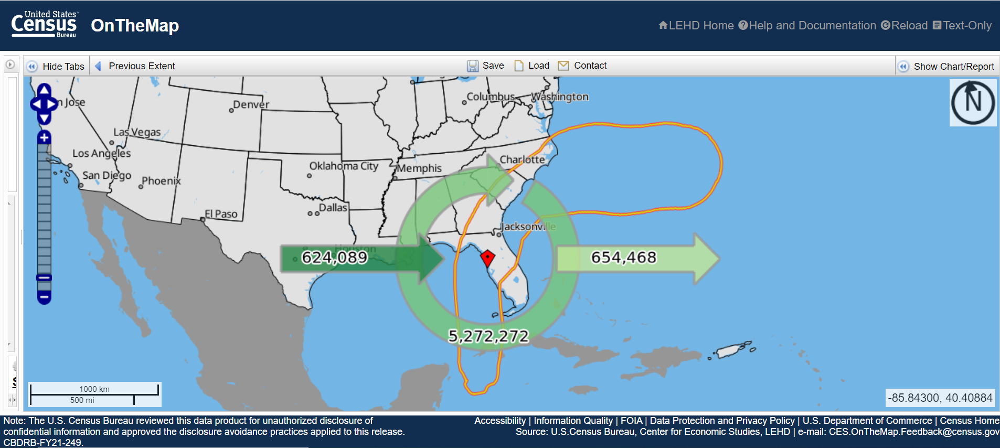 United States
Census
Bureau
OnTheMap
LEHD Home Help and Documentation Reload Text-Only
Hide Tabs Previous Extent Save Load Contact Show Chart/Report
Columbus Washington
n Jose
Denver
N
Las Vegas
Los Angeles
Charlotte
Oklahoma City
Memphis
San Diego
Phoenix
Dallas
El Paso
Jacksonville
Houston
624,089
654,468
5,272,272
1000 km
500 mi
-85.84300, 40.40884
Note: The U.S. Census Bureau reviewed this data product for unauthorized disclosure of
confidential information and approved the disclosure avoidance practices applied to this release.
CBDRB-FY21-249.
Accessibility | Information Quality | FOIA | Data Protection and Privacy Policy | U.S. Department of Commerce | Census Home
Source: U.S.Census Bureau, Center for Economic Studies, LEHD | e-mail: CES.OnTheMap.Feedback@census.gov